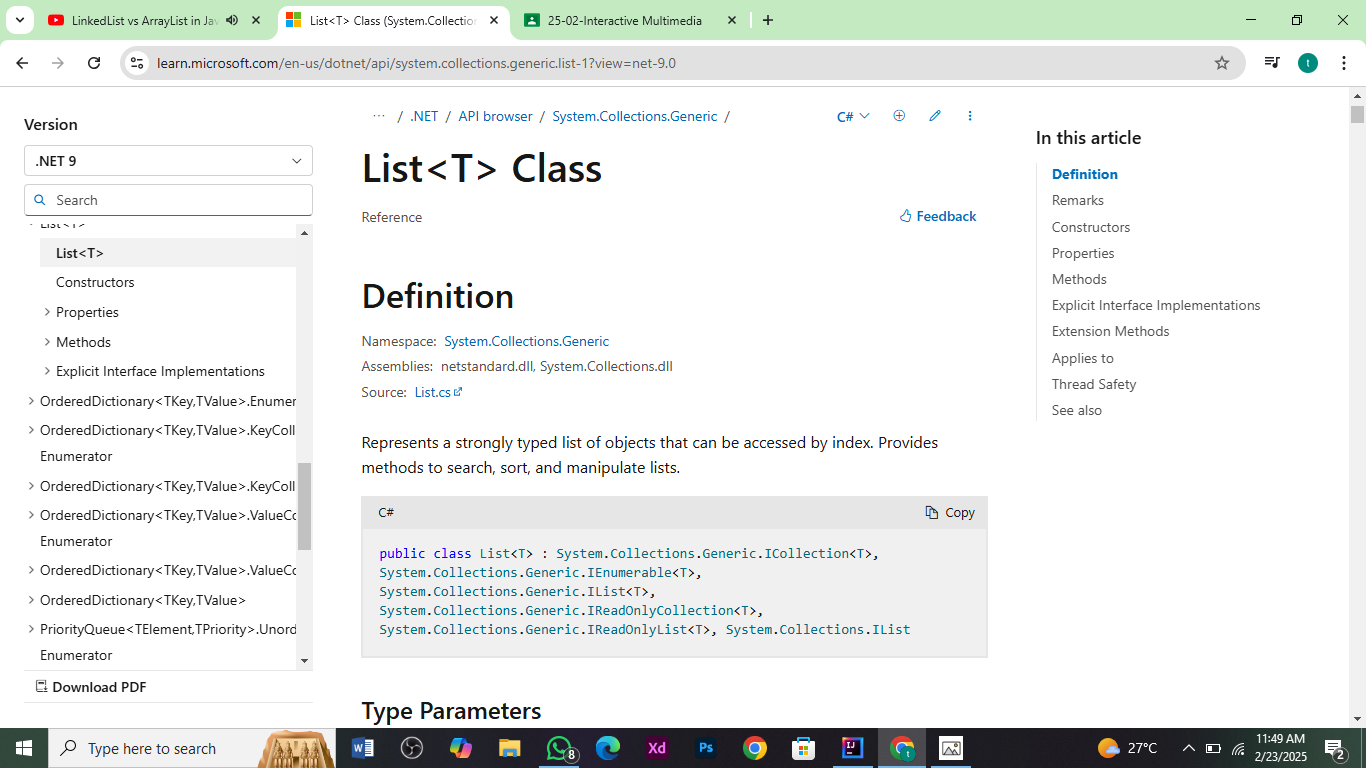 LinkedList vs ArrayList in Jav
List<T> Class (System.Collection
25-02-Interactive Multimedia
learn.microsoft.com/en-us/dotnet/api/system.collections.generic.list-1?view=net-9.0
t
Version
.NET 9
Search
List<T>
List<T>
Constructors
Properties
Methods
Explicit Interface Implementations
OrderedDictionary<TKey,TValue>.Enumer
OrderedDictionary<TKey,TValue>.KeyColl
Enumerator
OrderedDictionary<TKey,TValue>.KeyColl
OrderedDictionary<TKey,TValue>.ValueCo
Enumerator
OrderedDictionary<TKey,TValue>.ValueCo
OrderedDictionary<TKey,TValue>
PriorityQueue<TElement,TPriority>.Unord
Enumerator
Download PDF
... / .NET / API browser / System.Collections.Generic /
C#
List<T> Class
Reference
Feedback
Definition
Namespace: System.Collections.Generic
Assemblies: netstandard.dll, System.Collections.dll
Source: List.cs
Represents a strongly typed list of objects that can be accessed by index. Provides
methods to search, sort, and manipulate lists.
C#
Copy
public class List<T> : System.Collections.Generic.ICollection<T>,
System.Collections.Generic.IEnumerable<T>,
System.Collections.Generic.IList<T>,
System.Collections.Generic.IReadOnlyCollection<T>,
System.Collections.Generic.IReadOnlyList<T>, System.Collections.IList
Type Parameters
In this article
Definition
Remarks
Constructors
Properties
Methods
Explicit Interface Implementations
Extension Methods
Applies to
Thread Safety
See also
Type here to search
W
8
Xd
Ps
IJ
t
27°C
11:49 AM
2/23/2025
2